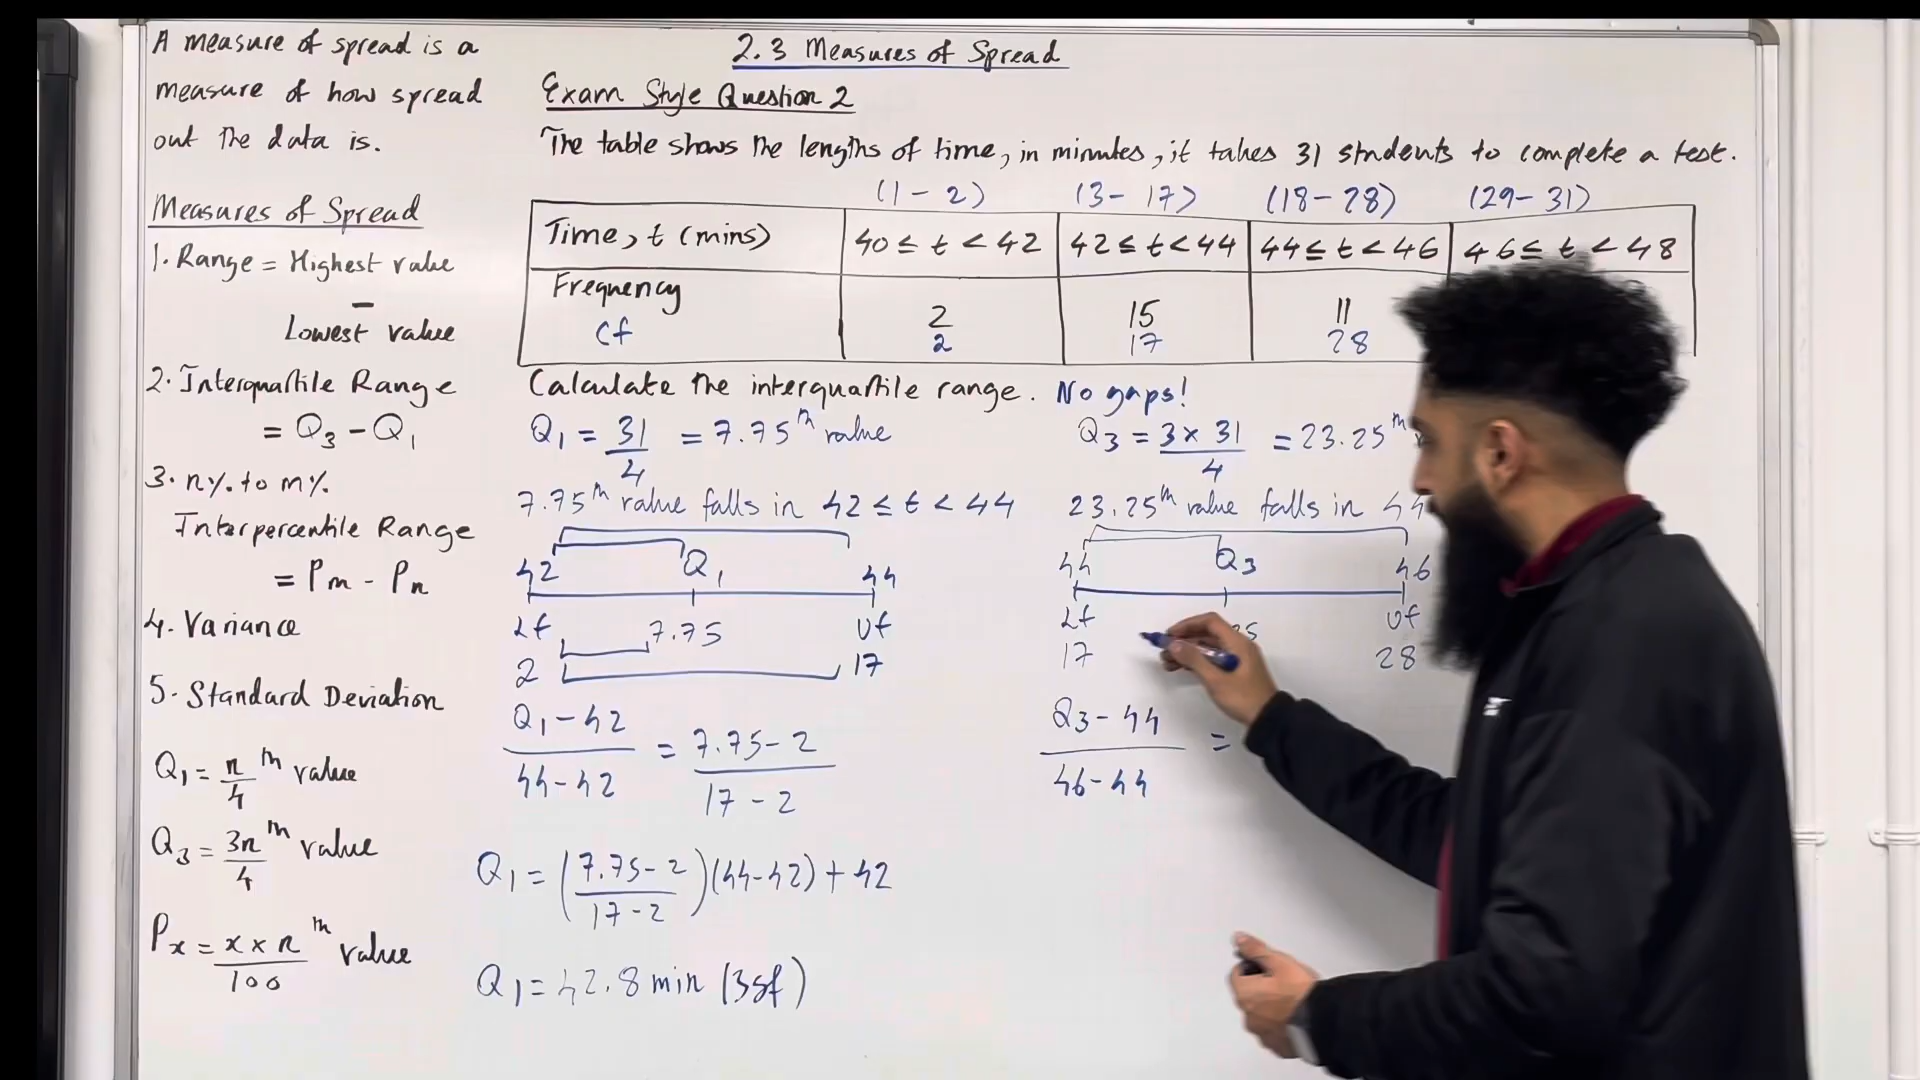 2.3 Measures of Spread
A measure of spread is a
measure of how spread
out the data is.
Measures of Spread
1. Range = Highest value
-
Lowest value
2. Interquartile Range
= Q3 - Q1
3. n% to m%
Interpercentile Range
= Pm - Pn
4. Variance
5. Standard Deviation
Q1 = n/4 th value
Q3 = 3n/4 th value
Px = x × n/100 th value
Exam Style Question 2
The table shows the lengths of time, in minutes, it takes 31 students to complete a test.
(1 - 2) (3 - 17) (18 - 28) (29 - 31)
Time, t (mins) 40 ≤ t < 42 42 ≤ t < 44 44 ≤ t < 46 46 ≤ t < 48
Frequency 2 15 11
Cf 2 17 28
Calculate the interquartile range. No gaps!
Q1 = 31/4 = 7.75th value
7.75th value falls in 42 ≤ t < 44
42 Q1 44
Lf 7.75 Uf
2 17
Q1 - 42/44 - 42 = 7.75 - 2/17 - 2
Q1 = (7.75 - 2/17 - 2)(44 - 42) + 42
Q1 = 42.8 min (3sf)
Q3 = 3 × 31/4 = 23.25th
23.25th value falls in 44
44 Q3 46
Lf Uf
17 28
Q3 - 44/46 - 44 =